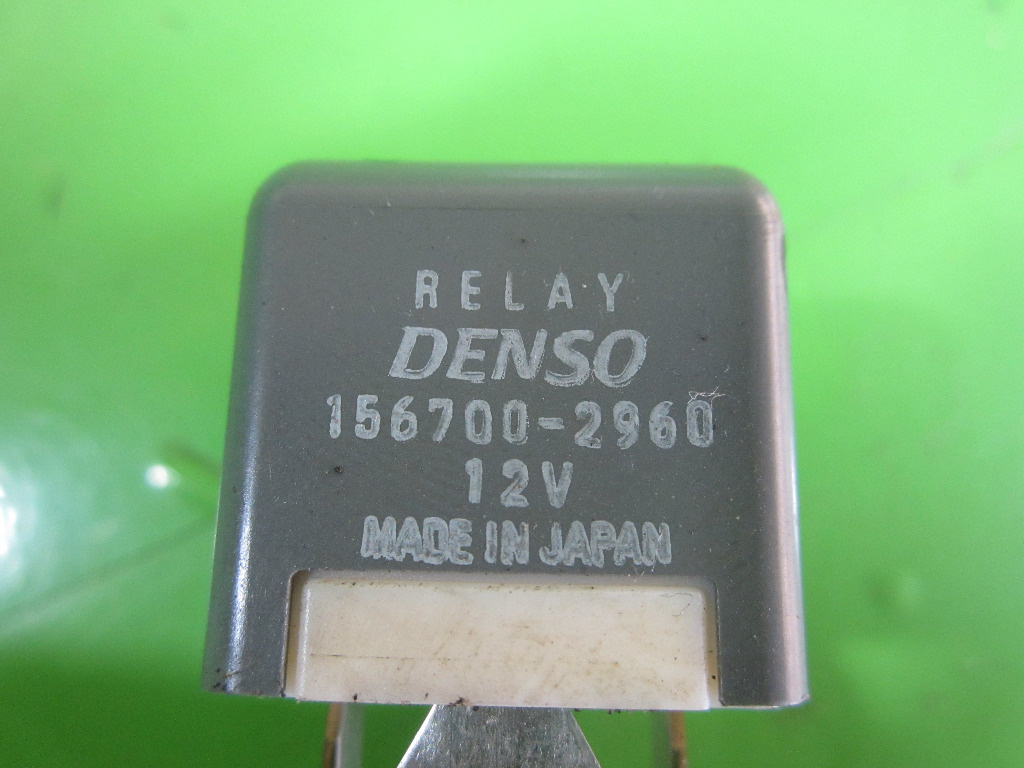 RELAY
DENSO
156700-2960
12V
MADE IN JAPAN